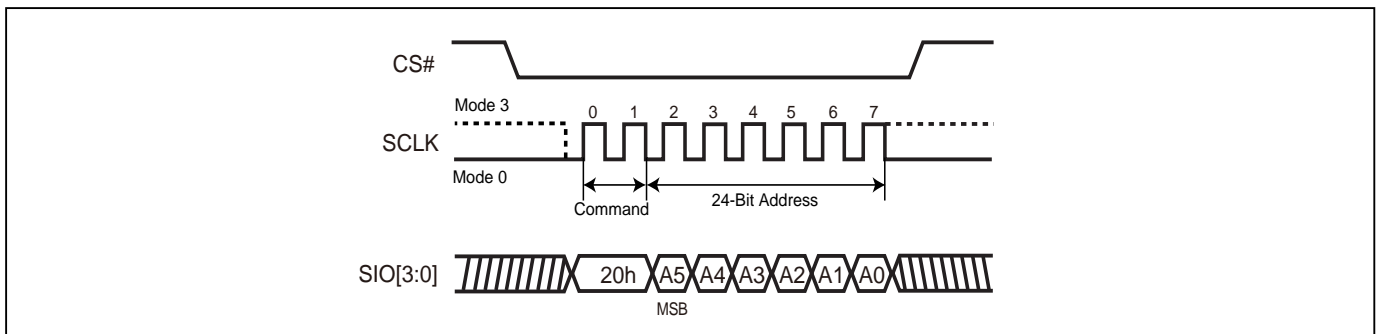 CS#
Mode 3
0 1 2 3 4 5 6 7
SCLK
Mode 0
Command
24-Bit Address
SIO[3:0]
20h A5 A4 A3 A2 A1 A0
MSB